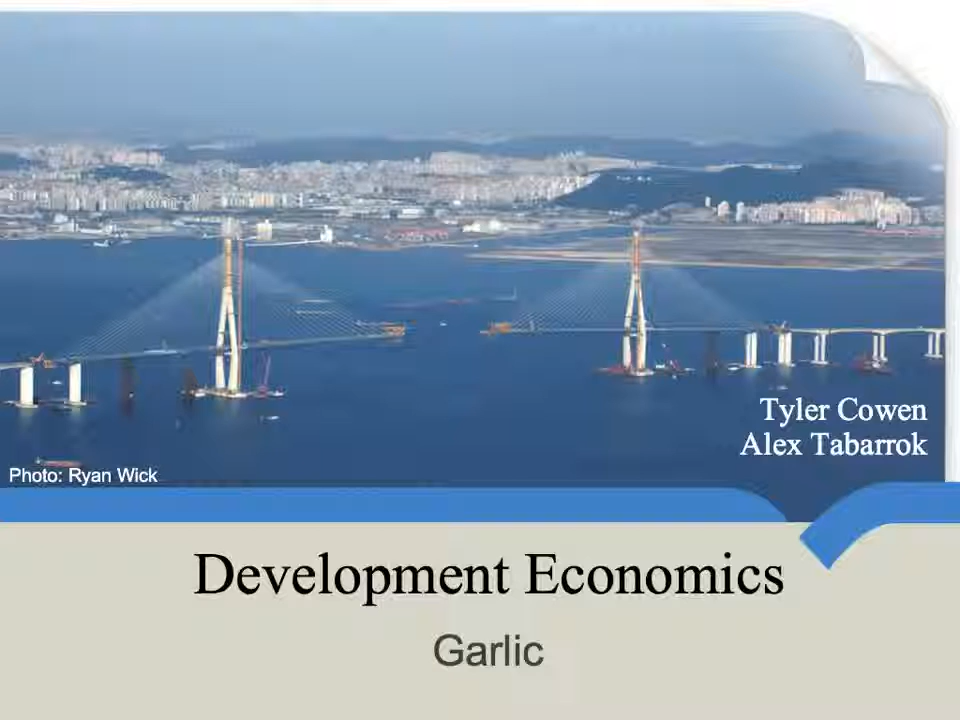 Tyler Cowen
Alex Tabarrok
Photo: Ryan Wick
Development Economics
Garlic